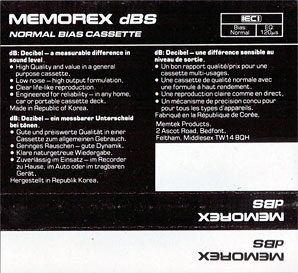 MEMOREX dBS
NORMAL BIAS CASSETTE
IEC I
Bias: Normal
EQ 120µs
dB: Decibel – a measurable difference in
sound level.
• High Quality and value in a general
purpose cassette.
• Low noise - high output formulation,
• Clear life-like reproduction.
• Engineered for reliability – in any home,
car or portable cassette deck.
Made in Republic of Korea.
dB: Decibel - ein messbarer Unterscheid
bei tönen.
• Gute und preiswerte Qualität in einer
Cassette zum allgemeinen Gebrauch.
• Geringes Rauschen – gute Dynamik.
• Klare naturgetreue Wiedergabe.
• Zuverlässig im Einsatz – im Recorder
zu Hause, im Auto oder im tragbaren
Gerät.
Hergestellt in Republik Korea.
dB: Decibel – une différence sensible au
niveau de sortie.
• Un bon rapport qualité/prix pour une
cassette multi-usages.
• Une cassette de qualité normale avec
une formule à haut rendement.
• Une reproduction claire comme en direct.
• Un mécanisme de précision conçu pour
pour tous les types d'appareils.
Fabriqué en la République de Corée.
Memtek Products.
2 Ascot Road, Bedfont,
Feltham, Middlesex TW14 8QH
MEMOREX
dBS
MEMOREX
dBS